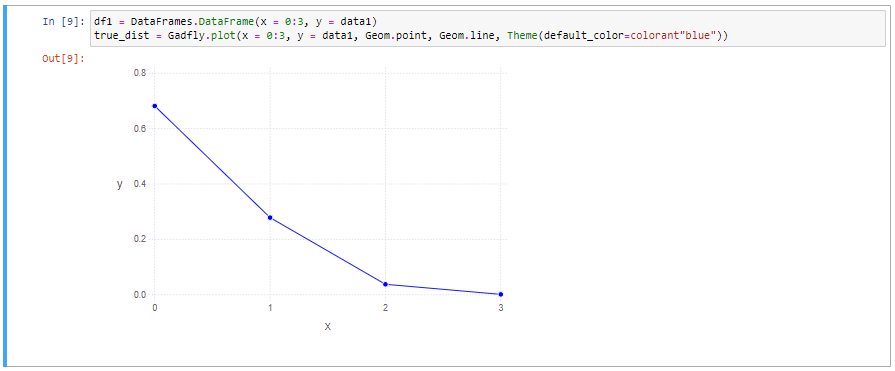 In [9]: df1 = DataFrames.DataFrame(x = 0:3, y = data1)
true_dist = Gadfly.plot(x = 0:3, y = data1, Geom.point, Geom.line, Theme(default_color=colorant"blue"))
Out[9]:
0.8
0.6
y 0.4
0.2
0.0
0 1 2 3
x